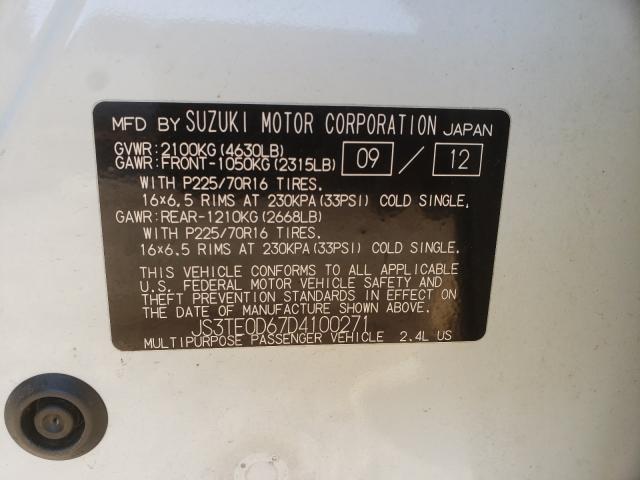 MFD BY SUZUKI MOTOR CORPORATION JAPAN
GVWR: 2100KG (4630LB)
GAWR: FRONT-1050KG (2315LB) 09 / 12
WITH P225/70R16 TIRES.
16×6.5 RIMS AT 230KPA (33PSI) COLD SINGLE,
GAWR: REAR-1210KG (2668LB)
WITH P225/70R16 TIRES.
16×6.5 RIMS AT 230KPA (33PSI) COLD SINGLE.
THIS VEHICLE CONFORMS TO ALL APPLICABLE
U.S. FEDERAL MOTOR VEHICLE SAFETY AND
THEFT PREVENTION STANDARDS IN EFFECT ON
THE DATE OF MANUFACTURE SHOWN ABOVE.
JS3TE0D67D4100271
MULTIPURPOSE PASSENGER VEHICLE 2.4L US